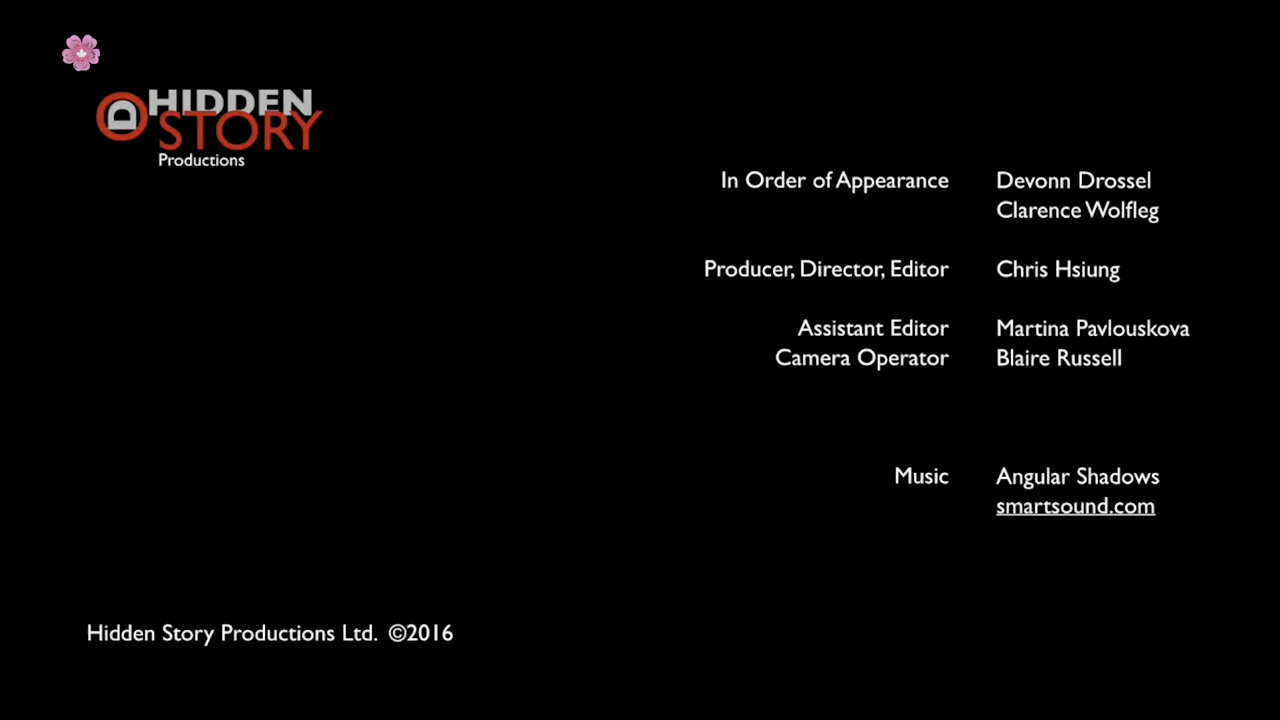 HIDDEN
STORY
Productions
In Order of Appearance Devonn Drossel
Clarence Wolfleg
Producer, Director, Editor Chris Hsiung
Assistant Editor Martina Pavlouskova
Camera Operator Blaire Russell
Music Angular Shadows
smartsound.com
Hidden Story Productions Ltd. ©2016